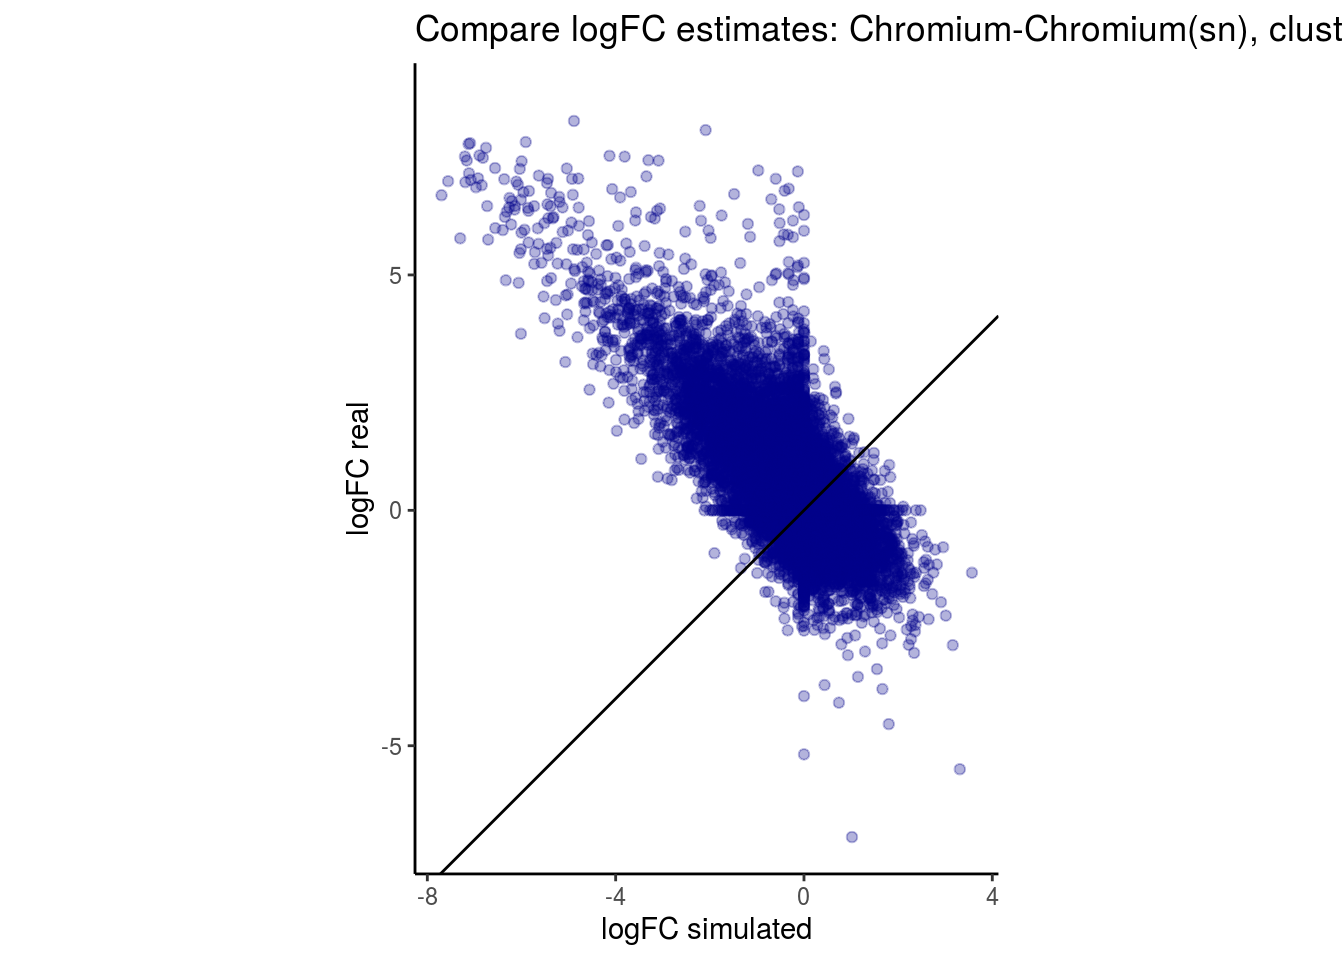 Compare logFC estimates: Chromium-Chromium(sn), clust
5
0
-5
logFC real
-8
-4
0
4
logFC simulated